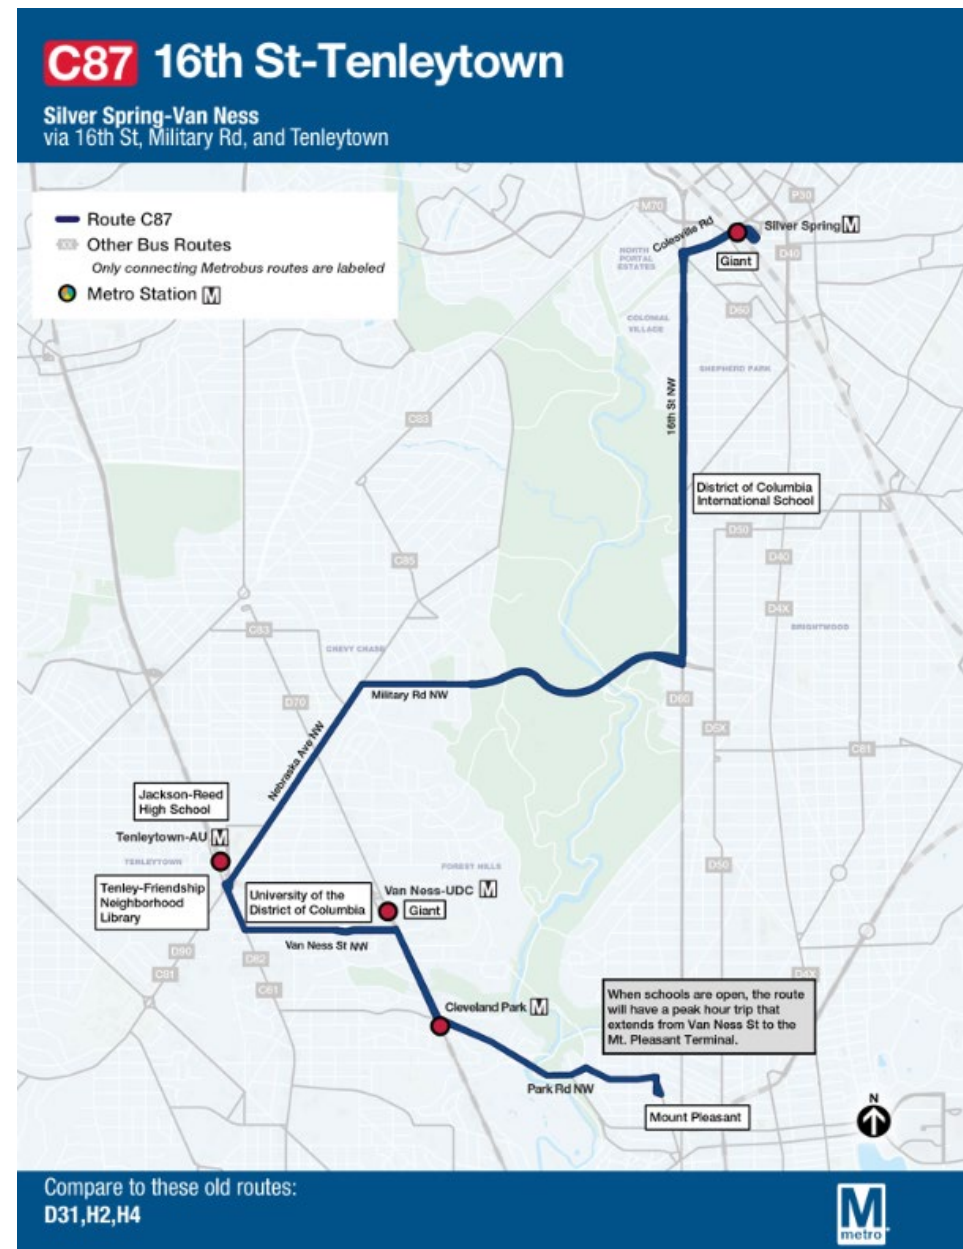 C87 16th St-Tenleytown
Silver Spring-Van Ness
via 16th St, Military Rd, and Tenleytown
Route C87
Other Bus Routes
Only connecting Metrobus routes are labeled
Metro Station M
M70
P30
Colesville Rd
Silver Spring M
NORTH
PORTAL
ESTATES
Giant
D40
D60
COLONIAL
VILLAGE
SHEPHERD PARK
16th St NW
C83
District of Columbia
International School
D50
D40
C85
D4X
C83
BRIGHTWOOD
CHEVY CHASE
Military Rd NW
D70
D60
D6X
C81
Nebraska Ave NW
Jackson-Reed
High School
Tenleytown-AU M
TENLEYTOWN
FOREST HILLS
D50
Tenley-Friendship
Neighborhood
Library
University of the
District of Columbia
Van Ness-UDC M
Giant
Van Ness St NW
D90
D82
C81
C61
D4X
Cleveland Park M
When schools are open, the route
will have a peak hour trip that
extends from Van Ness St to the
Mt. Pleasant Terminal.
Park Rd NW
Mount Pleasant
N
Compare to these old routes:
D31,H2,H4
M
metro